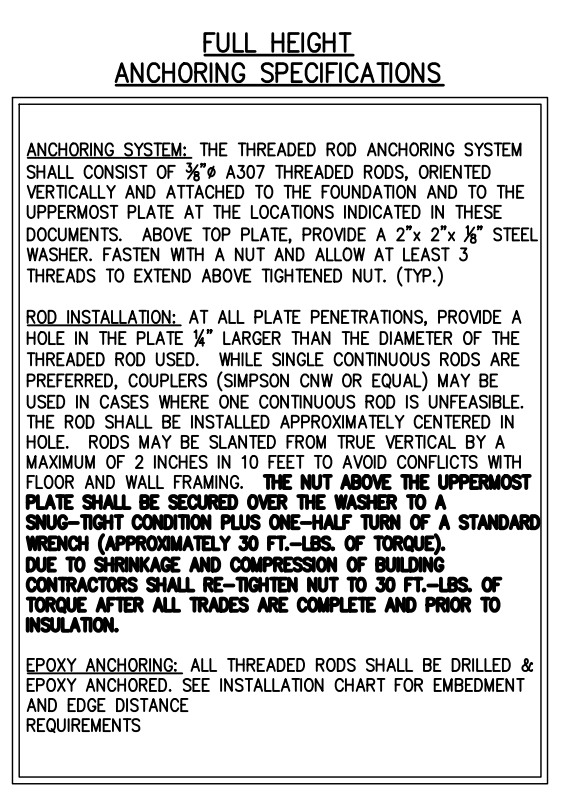 FULL HEIGHT
ANCHORING SPECIFICATIONS
ANCHORING SYSTEM: THE THREADED ROD ANCHORING SYSTEM
SHALL CONSIST OF ⅜"ø A307 THREADED RODS, ORIENTED
VERTICALLY AND ATTACHED TO THE FOUNDATION AND TO THE
UPPERMOST PLATE AT THE LOCATIONS INDICATED IN THESE
DOCUMENTS. ABOVE TOP PLATE, PROVIDE A 2"x 2"x ⅛" STEEL
WASHER. FASTEN WITH A NUT AND ALLOW AT LEAST 3
THREADS TO EXTEND ABOVE TIGHTENED NUT. (TYP.)
ROD INSTALLATION: AT ALL PLATE PENETRATIONS, PROVIDE A
HOLE IN THE PLATE ¼" LARGER THAN THE DIAMETER OF THE
THREADED ROD USED. WHILE SINGLE CONTINUOUS RODS ARE
PREFERRED, COUPLERS (SIMPSON CNW OR EQUAL) MAY BE
USED IN CASES WHERE ONE CONTINUOUS ROD IS UNFEASIBLE.
THE ROD SHALL BE INSTALLED APPROXIMATELY CENTERED IN
HOLE. RODS MAY BE SLANTED FROM TRUE VERTICAL BY A
MAXIMUM OF 2 INCHES IN 10 FEET TO AVOID CONFLICTS WITH
FLOOR AND WALL FRAMING. THE NUT ABOVE THE UPPERMOST
PLATE SHALL BE SECURED OVER THE WASHER TO A
SNUG-TIGHT CONDITION PLUS ONE-HALF TURN OF A STANDARD
WRENCH (APPROXIMATELY 30 FT.-LBS. OF TORQUE).
DUE TO SHRINKAGE AND COMPRESSION OF BUILDING
CONTRACTORS SHALL RE-TIGHTEN NUT TO 30 FT.-LBS. OF
TORQUE AFTER ALL TRADES ARE COMPLETE AND PRIOR TO
INSULATION.
EPOXY ANCHORING: ALL THREADED RODS SHALL BE DRILLED &
EPOXY ANCHORED. SEE INSTALLATION CHART FOR EMBEDMENT
AND EDGE DISTANCE
REQUIREMENTS